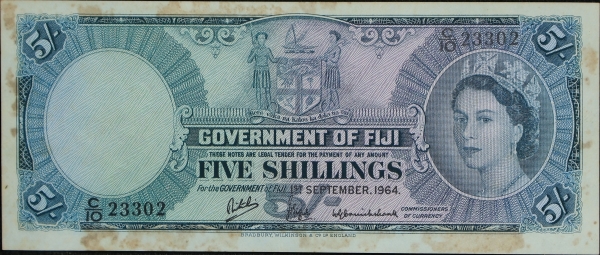 5/-
C/10 23302
5/-
GOVERNMENT OF FIJI
THESE NOTES ARE LEGAL TENDER FOR THE PAYMENT OF ANY AMOUNT
FIVE SHILLINGS
For the GOVERNMENT of FIJI 1ST SEPTEMBER, 1964.
5/-
C/10 23302
5/-
COMMISSIONERS
OF CURRENCY
5/-
BRADBURY, WILKINSON & Co. LD. ENGLAND